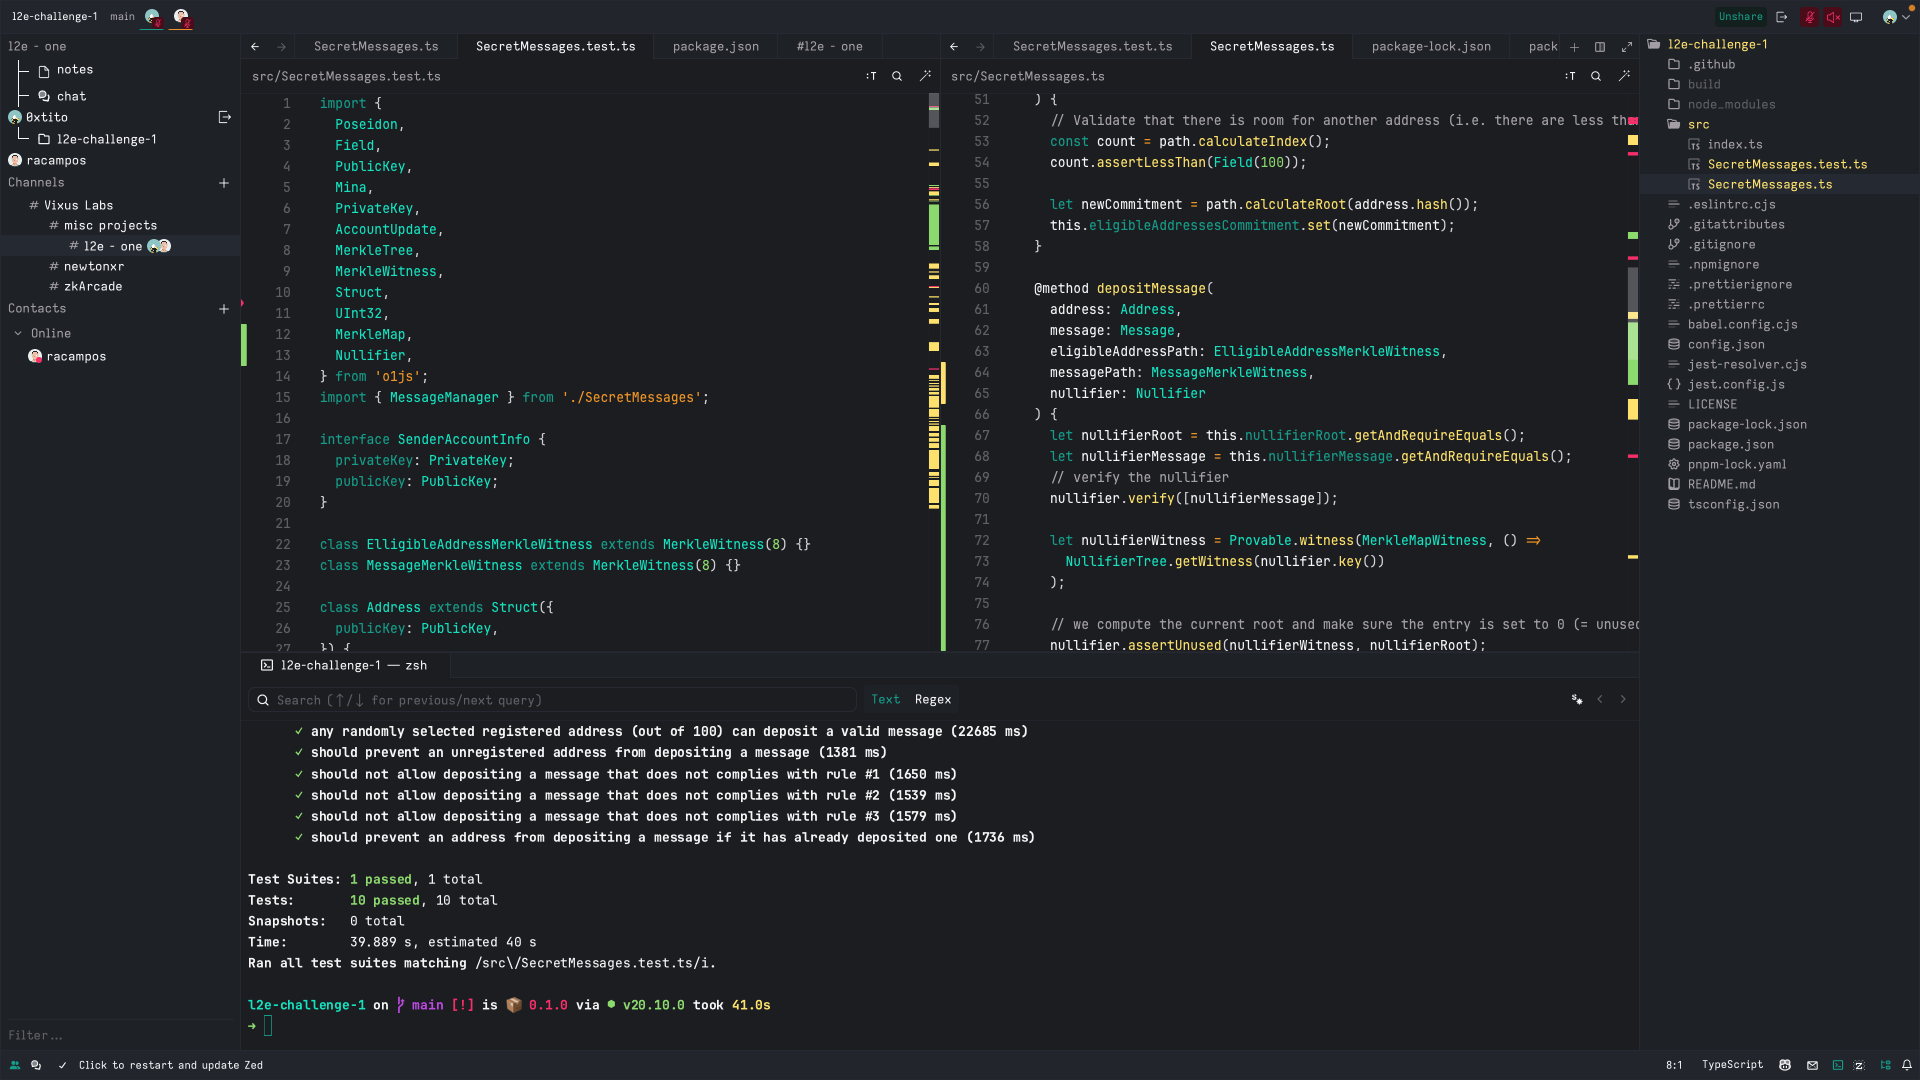 l2e-challenge-1 main Unshare
l2e - one
notes
chat
0xtito
l2e-challenge-1
racampos
Channels +
# Vixus Labs
# misc projects
# l2e - one
# newtonxr
# zkArcade
Contacts +
Online
racampos
Filter...
← → SecretMessages.ts SecretMessages.test.ts package.json #l2e - one
src/SecretMessages.test.ts :T
1 import {
2 Poseidon,
3 Field,
4 PublicKey,
5 Mina,
6 PrivateKey,
7 AccountUpdate,
8 MerkleTree,
9 MerkleWitness,
10 Struct,
11 UInt32,
12 MerkleMap,
13 Nullifier,
14 } from 'o1js';
15 import { MessageManager } from './SecretMessages';
16
17 interface SenderAccountInfo {
18 privateKey: PrivateKey;
19 publicKey: PublicKey;
20 }
21
22 class ElligibleAddressMerkleWitness extends MerkleWitness(8) {}
23 class MessageMerkleWitness extends MerkleWitness(8) {}
24
25 class Address extends Struct({
26 publicKey: PublicKey,
27 }) {
← → SecretMessages.test.ts SecretMessages.ts package-lock.json pack +
src/SecretMessages.ts :T
51 ) {
52 // Validate that there is room for another address (i.e. there are less tha
53 const count = path.calculateIndex();
54 count.assertLessThan(Field(100));
55
56 let newCommitment = path.calculateRoot(address.hash());
57 this.eligibleAddressesCommitment.set(newCommitment);
58 }
59
60 @method depositMessage(
61 address: Address,
62 message: Message,
63 eligibleAddressPath: ElligibleAddressMerkleWitness,
64 messagePath: MessageMerkleWitness,
65 nullifier: Nullifier
66 ) {
67 let nullifierRoot = this.nullifierRoot.getAndRequireEquals();
68 let nullifierMessage = this.nullifierMessage.getAndRequireEquals();
69 // verify the nullifier
70 nullifier.verify([nullifierMessage]);
71
72 let nullifierWitness = Provable.witness(MerkleMapWitness, () =>
73 NullifierTree.getWitness(nullifier.key())
74 );
75
76 // we compute the current root and make sure the entry is set to 0 (= unused
77 nullifier.assertUnused(nullifierWitness, nullifierRoot);
l2e-challenge-1
.github
build
node_modules
src
index.ts
SecretMessages.test.ts
SecretMessages.ts
.eslintrc.cjs
.gitattributes
.gitignore
.npmignore
.prettierignore
.prettierrc
babel.config.cjs
config.json
jest-resolver.cjs
jest.config.js
LICENSE
package-lock.json
package.json
pnpm-lock.yaml
README.md
tsconfig.json
l2e-challenge-1 — zsh
Search (↑/↓ for previous/next query) Text Regex
✓ any randomly selected registered address (out of 100) can deposit a valid message (22685 ms)
✓ should prevent an unregistered address from depositing a message (1381 ms)
✓ should not allow depositing a message that does not complies with rule #1 (1650 ms)
✓ should not allow depositing a message that does not complies with rule #2 (1539 ms)
✓ should not allow depositing a message that does not complies with rule #3 (1579 ms)
✓ should prevent an address from depositing a message if it has already deposited one (1736 ms)
Test Suites: 1 passed, 1 total
Tests: 10 passed, 10 total
Snapshots: 0 total
Time: 39.889 s, estimated 40 s
Ran all test suites matching /src\/SecretMessages.test.ts/i.
l2e-challenge-1 on main [!] is 📦 0.1.0 via v20.10.0 took 41.0s
→
✓ Click to restart and update Zed 8:1 TypeScript